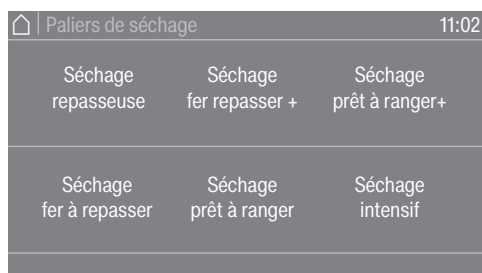 Paliers de séchage 11:02
Séchage Séchage Séchage
repasseuse fer repasser + prêt à ranger+
Séchage Séchage Séchage
fer à repasser prêt à ranger intensif